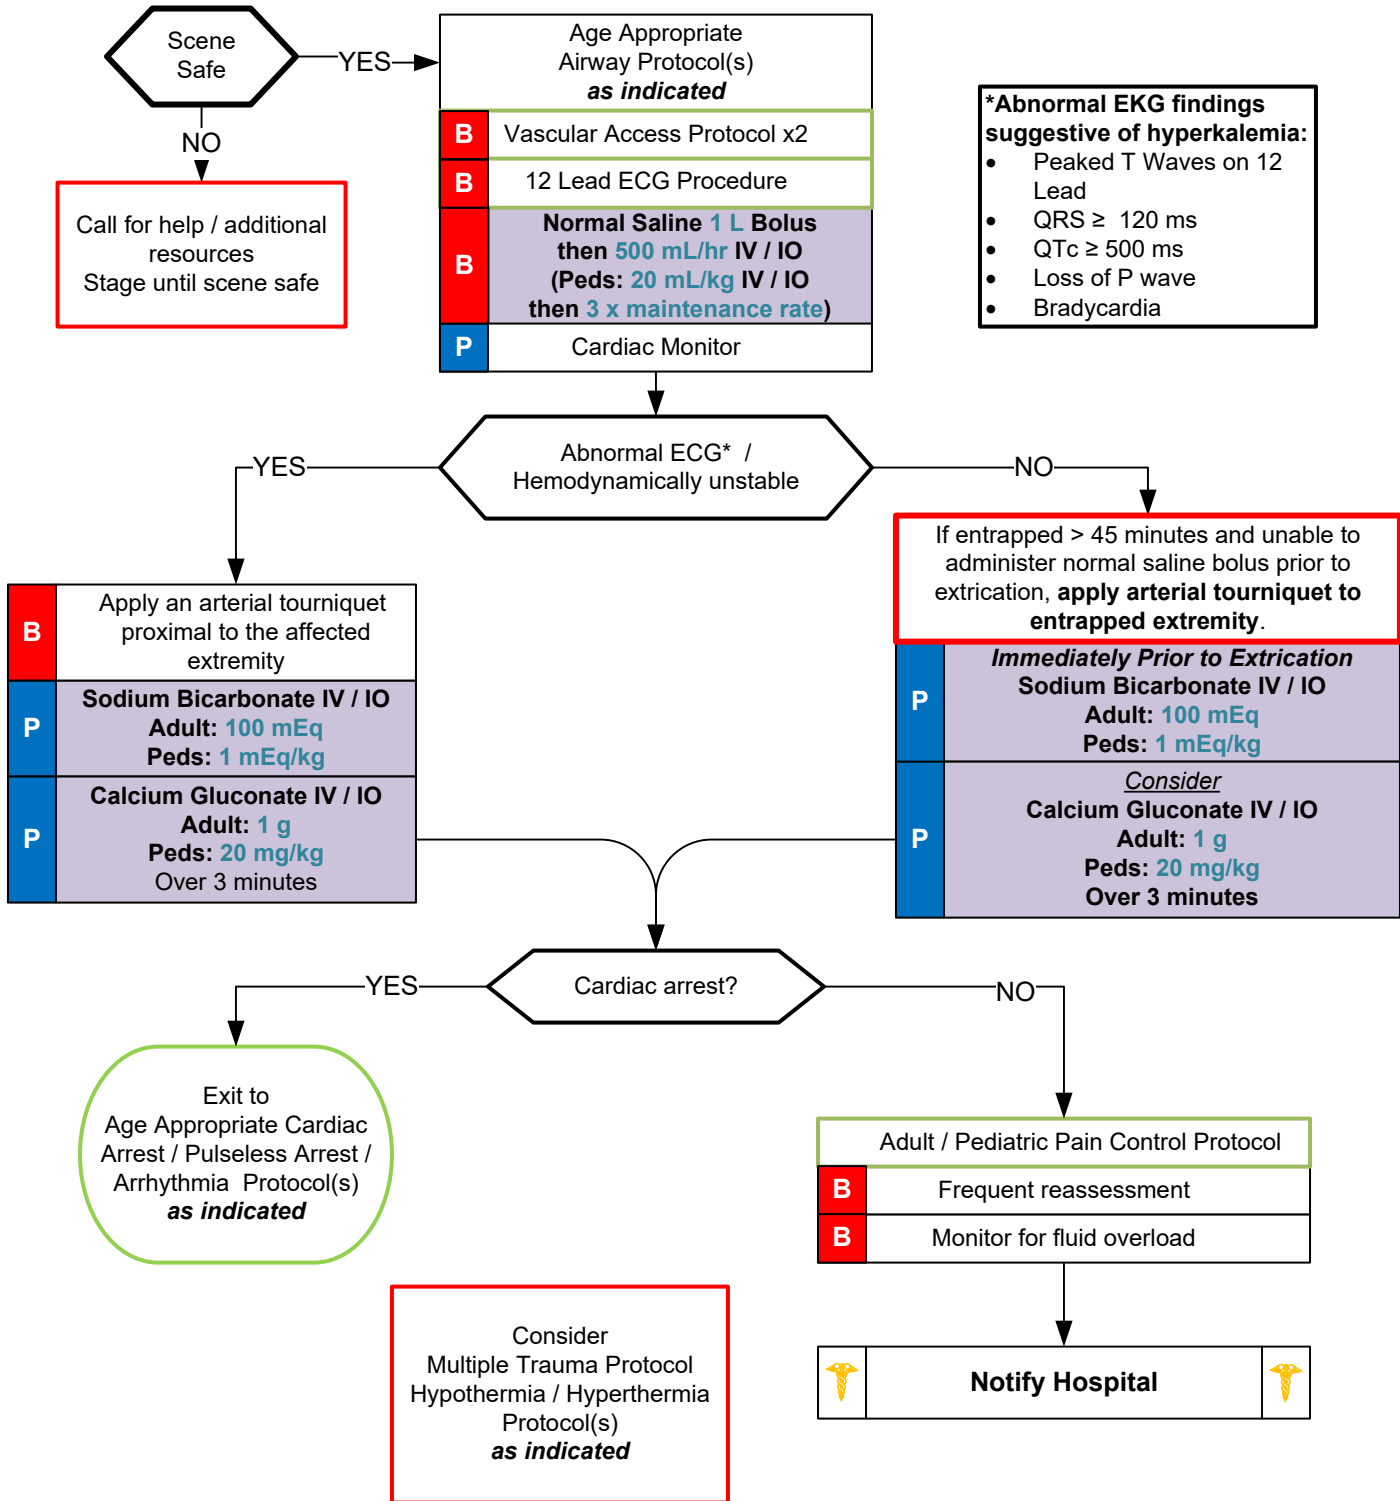 Scene
Safe
YES
NO
Call for help / additional
resources
Stage until scene safe
Age Appropriate
Airway Protocol(s)
as indicated
B
Vascular Access Protocol x2
B
12 Lead ECG Procedure
B
Normal Saline 1 L Bolus
then 500 mL/hr IV / IO
(Peds: 20 mL/kg IV / IO
then 3 x maintenance rate)
P
Cardiac Monitor
*Abnormal EKG findings
suggestive of hyperkalemia:
• Peaked T Waves on 12
Lead
• QRS ≥ 120 ms
• QTc ≥ 500 ms
• Loss of P wave
• Bradycardia
Abnormal ECG* /
Hemodynamically unstable
YES
NO
B
Apply an arterial tourniquet
proximal to the affected
extremity
P
Sodium Bicarbonate IV / IO
Adult: 100 mEq
Peds: 1 mEq/kg
P
Calcium Gluconate IV / IO
Adult: 1 g
Peds: 20 mg/kg
Over 3 minutes
If entrapped > 45 minutes and unable to
administer normal saline bolus prior to
extrication, apply arterial tourniquet to
entrapped extremity.
P
Immediately Prior to Extrication
Sodium Bicarbonate IV / IO
Adult: 100 mEq
Peds: 1 mEq/kg
P
Consider
Calcium Gluconate IV / IO
Adult: 1 g
Peds: 20 mg/kg
Over 3 minutes
Cardiac arrest?
YES
NO
Exit to
Age Appropriate Cardiac
Arrest / Pulseless Arrest /
Arrhythmia Protocol(s)
as indicated
Adult / Pediatric Pain Control Protocol
B
Frequent reassessment
B
Monitor for fluid overload
Notify Hospital
Consider
Multiple Trauma Protocol
Hypothermia / Hyperthermia
Protocol(s)
as indicated